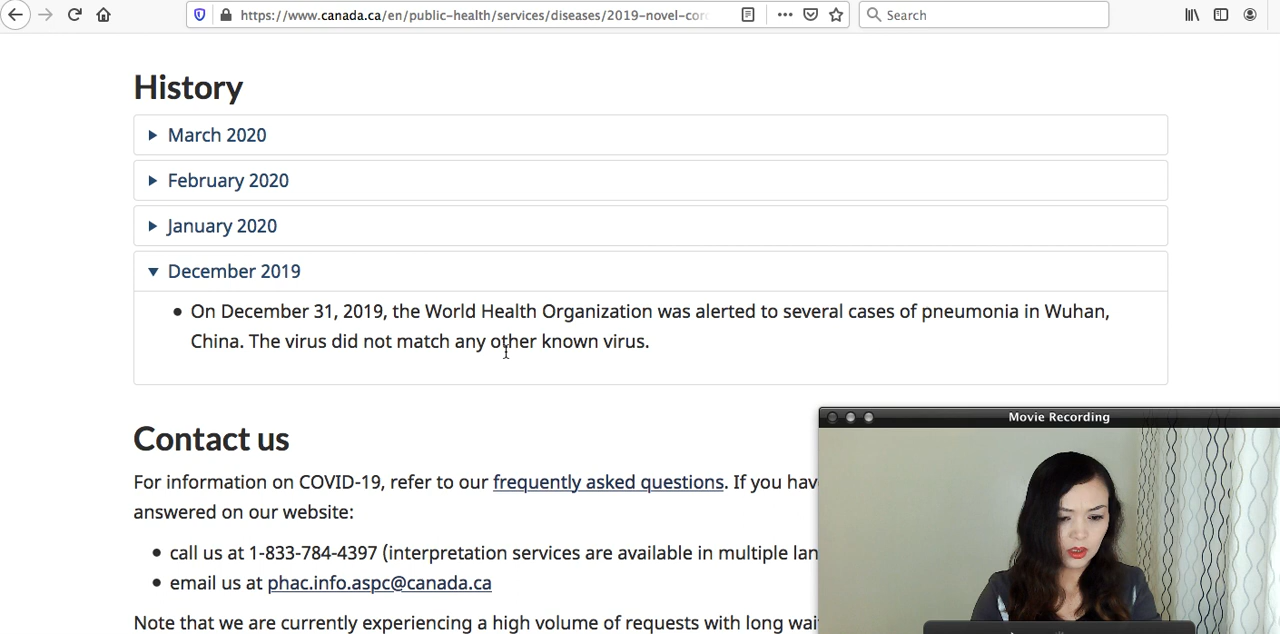 https://www.canada.ca/en/public-health/services/diseases/2019-novel-cor
Search
History
March 2020
February 2020
January 2020
December 2019
On December 31, 2019, the World Health Organization was alerted to several cases of pneumonia in Wuhan,
China. The virus did not match any other known virus.
Contact us
For information on COVID-19, refer to our frequently asked questions. If you hav
answered on our website:
call us at 1-833-784-4397 (interpretation services are available in multiple lan
email us at phac.info.aspc@canada.ca
Note that we are currently experiencing a high volume of requests with long wai
Movie Recording